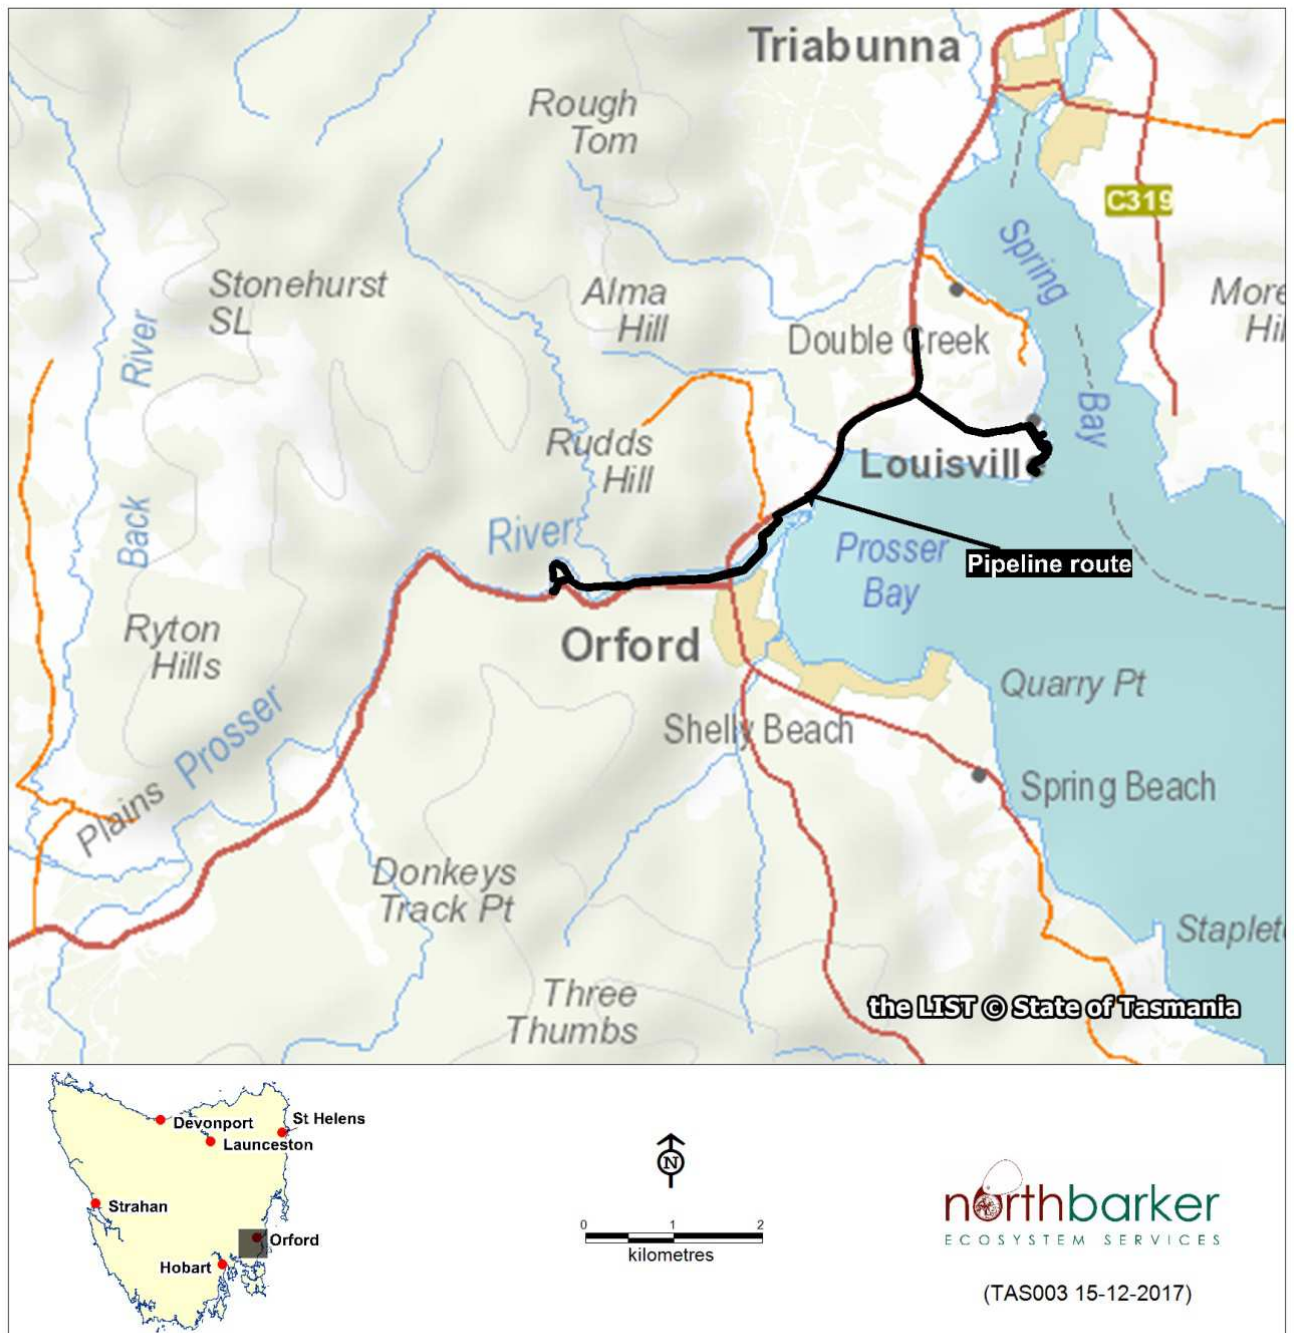 Triabunna
Rough
Tom
C319
Spring
Bay
Stonehurst
SL
Alma
Hill
More
Hil
Double Creek
River
Back
Rudds
Hill
Louisvill
River
Prosser
Bay
Pipeline route
Ryton
Hills
Orford
Quarry Pt
Prosser
Plains
Shelly Beach
Spring Beach
Donkeys
Track Pt
Staplet
Three
Thumbs
the LIST © State of Tasmania
Devonport
St Helens
Launceston
Strahan
Orford
Hobart
N
0 1 2
kilometres
northbarker
ECOSYSTEM SERVICES
(TAS003 15-12-2017)